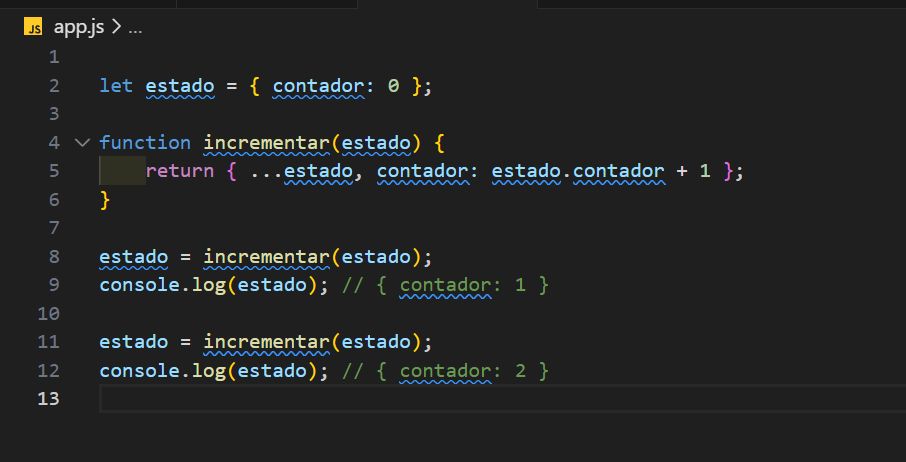 JS app.js > ...
1
2 let estado = { contador: 0 };
3
4 function incrementar(estado) {
5     return { ...estado, contador: estado.contador + 1 };
6 }
7
8 estado = incrementar(estado);
9 console.log(estado); // { contador: 1 }
10
11 estado = incrementar(estado);
12 console.log(estado); // { contador: 2 }
13